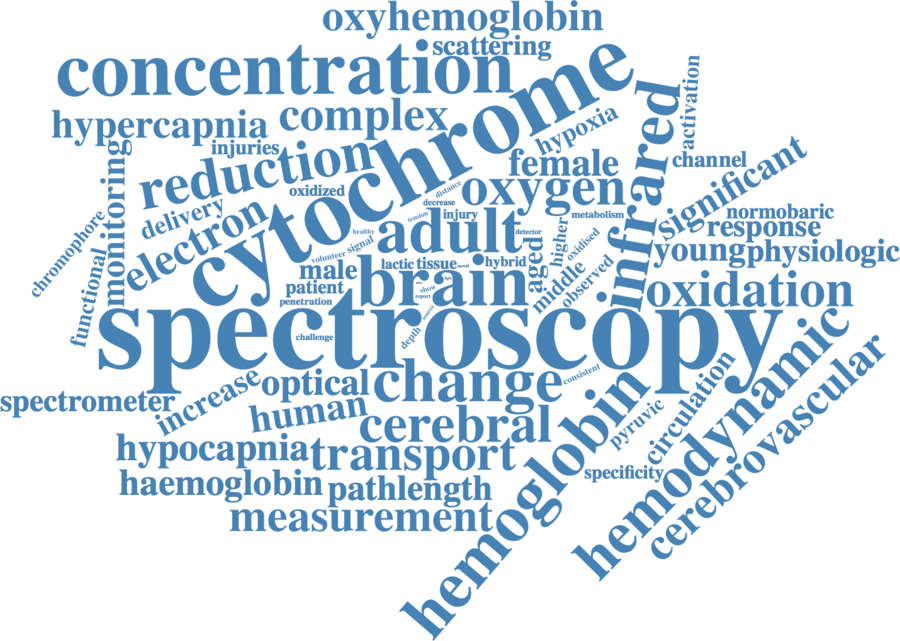 oxyhemoglobin
scattering
concentration
cytochrome
infrared
activation
hypercapnia
complex
hypoxia
injuries
reduction
female
channel
significant
monitoring
oxidized
distance
decrease
oxygen
delivery
electron
tension
injury
metabolism
normobaric
chromophore
functional
healthy
adult
detector
higher
oxidised
response
volunteer
signal
aged
young
physiologic
male
lactic
tissue
hybrid
middle
observed
patient
brain
show
report
oxidation
penetration
spectroscopy
source
challenge
depth
hemodynamic
increase
optical
change
consistent
spectrometer
human
cerebral
hemoglobin
pyruvic
circulation
cerebrovascular
hypocapnia
transport
specificity
haemoglobin
pathlength
measurement